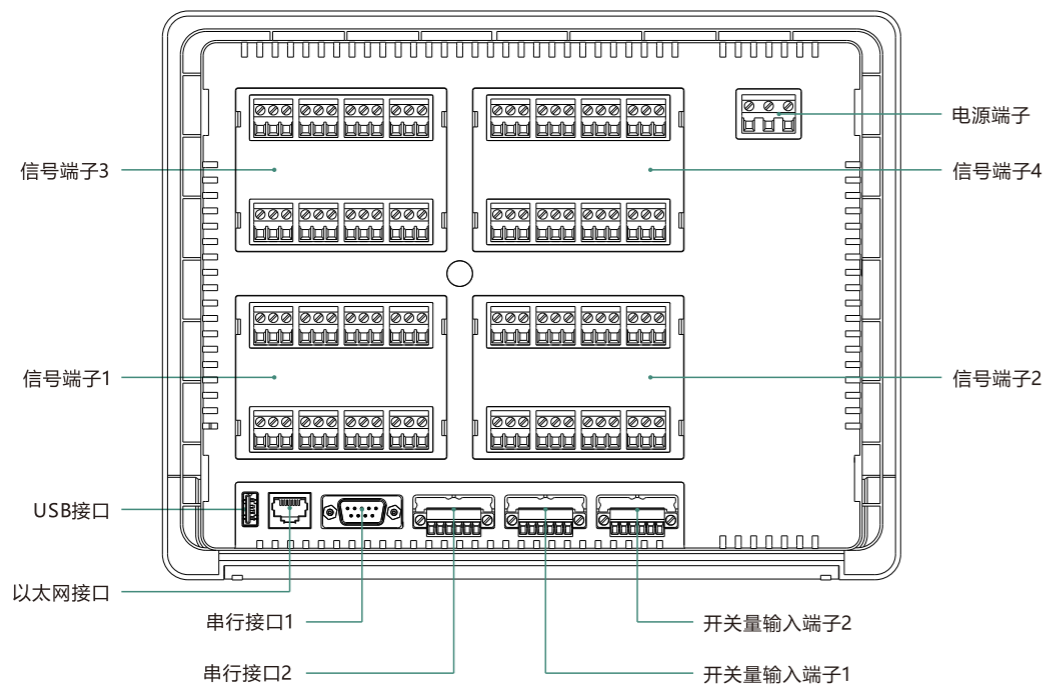 电源端子
信号端子3
信号端子4
信号端子1
信号端子2
USB接口
以太网接口
串行接口1
开关量输入端子2
串行接口2
开关量输入端子1